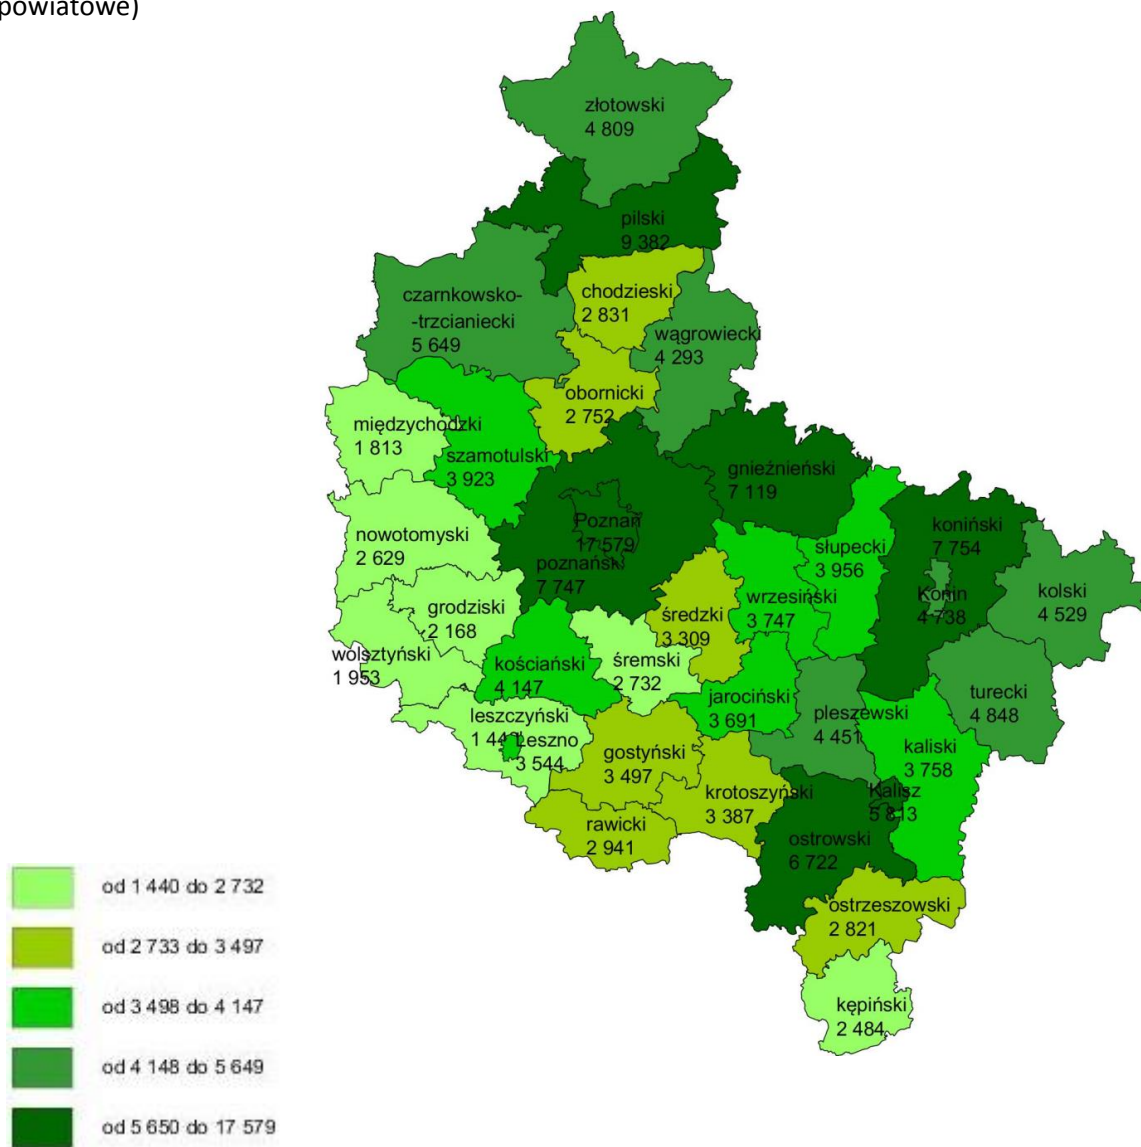 powiatowe)
złotowski
4 809
pilski
9 382
chodzieski
2 831
czarnkowsko-
-trzcianiecki
5 649
wągrowiecki
4 293
obornicki
2 752
międzychodzki
1 813
szamotulski
3 923
gnieźnieński
7 119
nowotomyski
2 629
Poznań
17 579
poznański
7 747
koniński
7 754
słupecki
3 956
kolski
4 529
Konin
4 738
wrzesiński
3 747
średzki
3 309
grodziski
2 168
wolsztyński
1 953
kościański
4 147
śremski
2 732
jarociński
3 691
turecki
4 848
pleszewski
4 451
leszczyński
Leszno
3 544
gostyński
3 497
kaliski
3 758
krotoszyński
3 387
Kalisz
5 813
rawicki
2 941
ostrowski
6 722
ostrzeszowski
2 821
kępiński
2 484
od 1 440 do 2 732
od 2 733 do 3 497
od 3 498 do 4 147
od 4 148 do 5 649
od 5 650 do 17 579